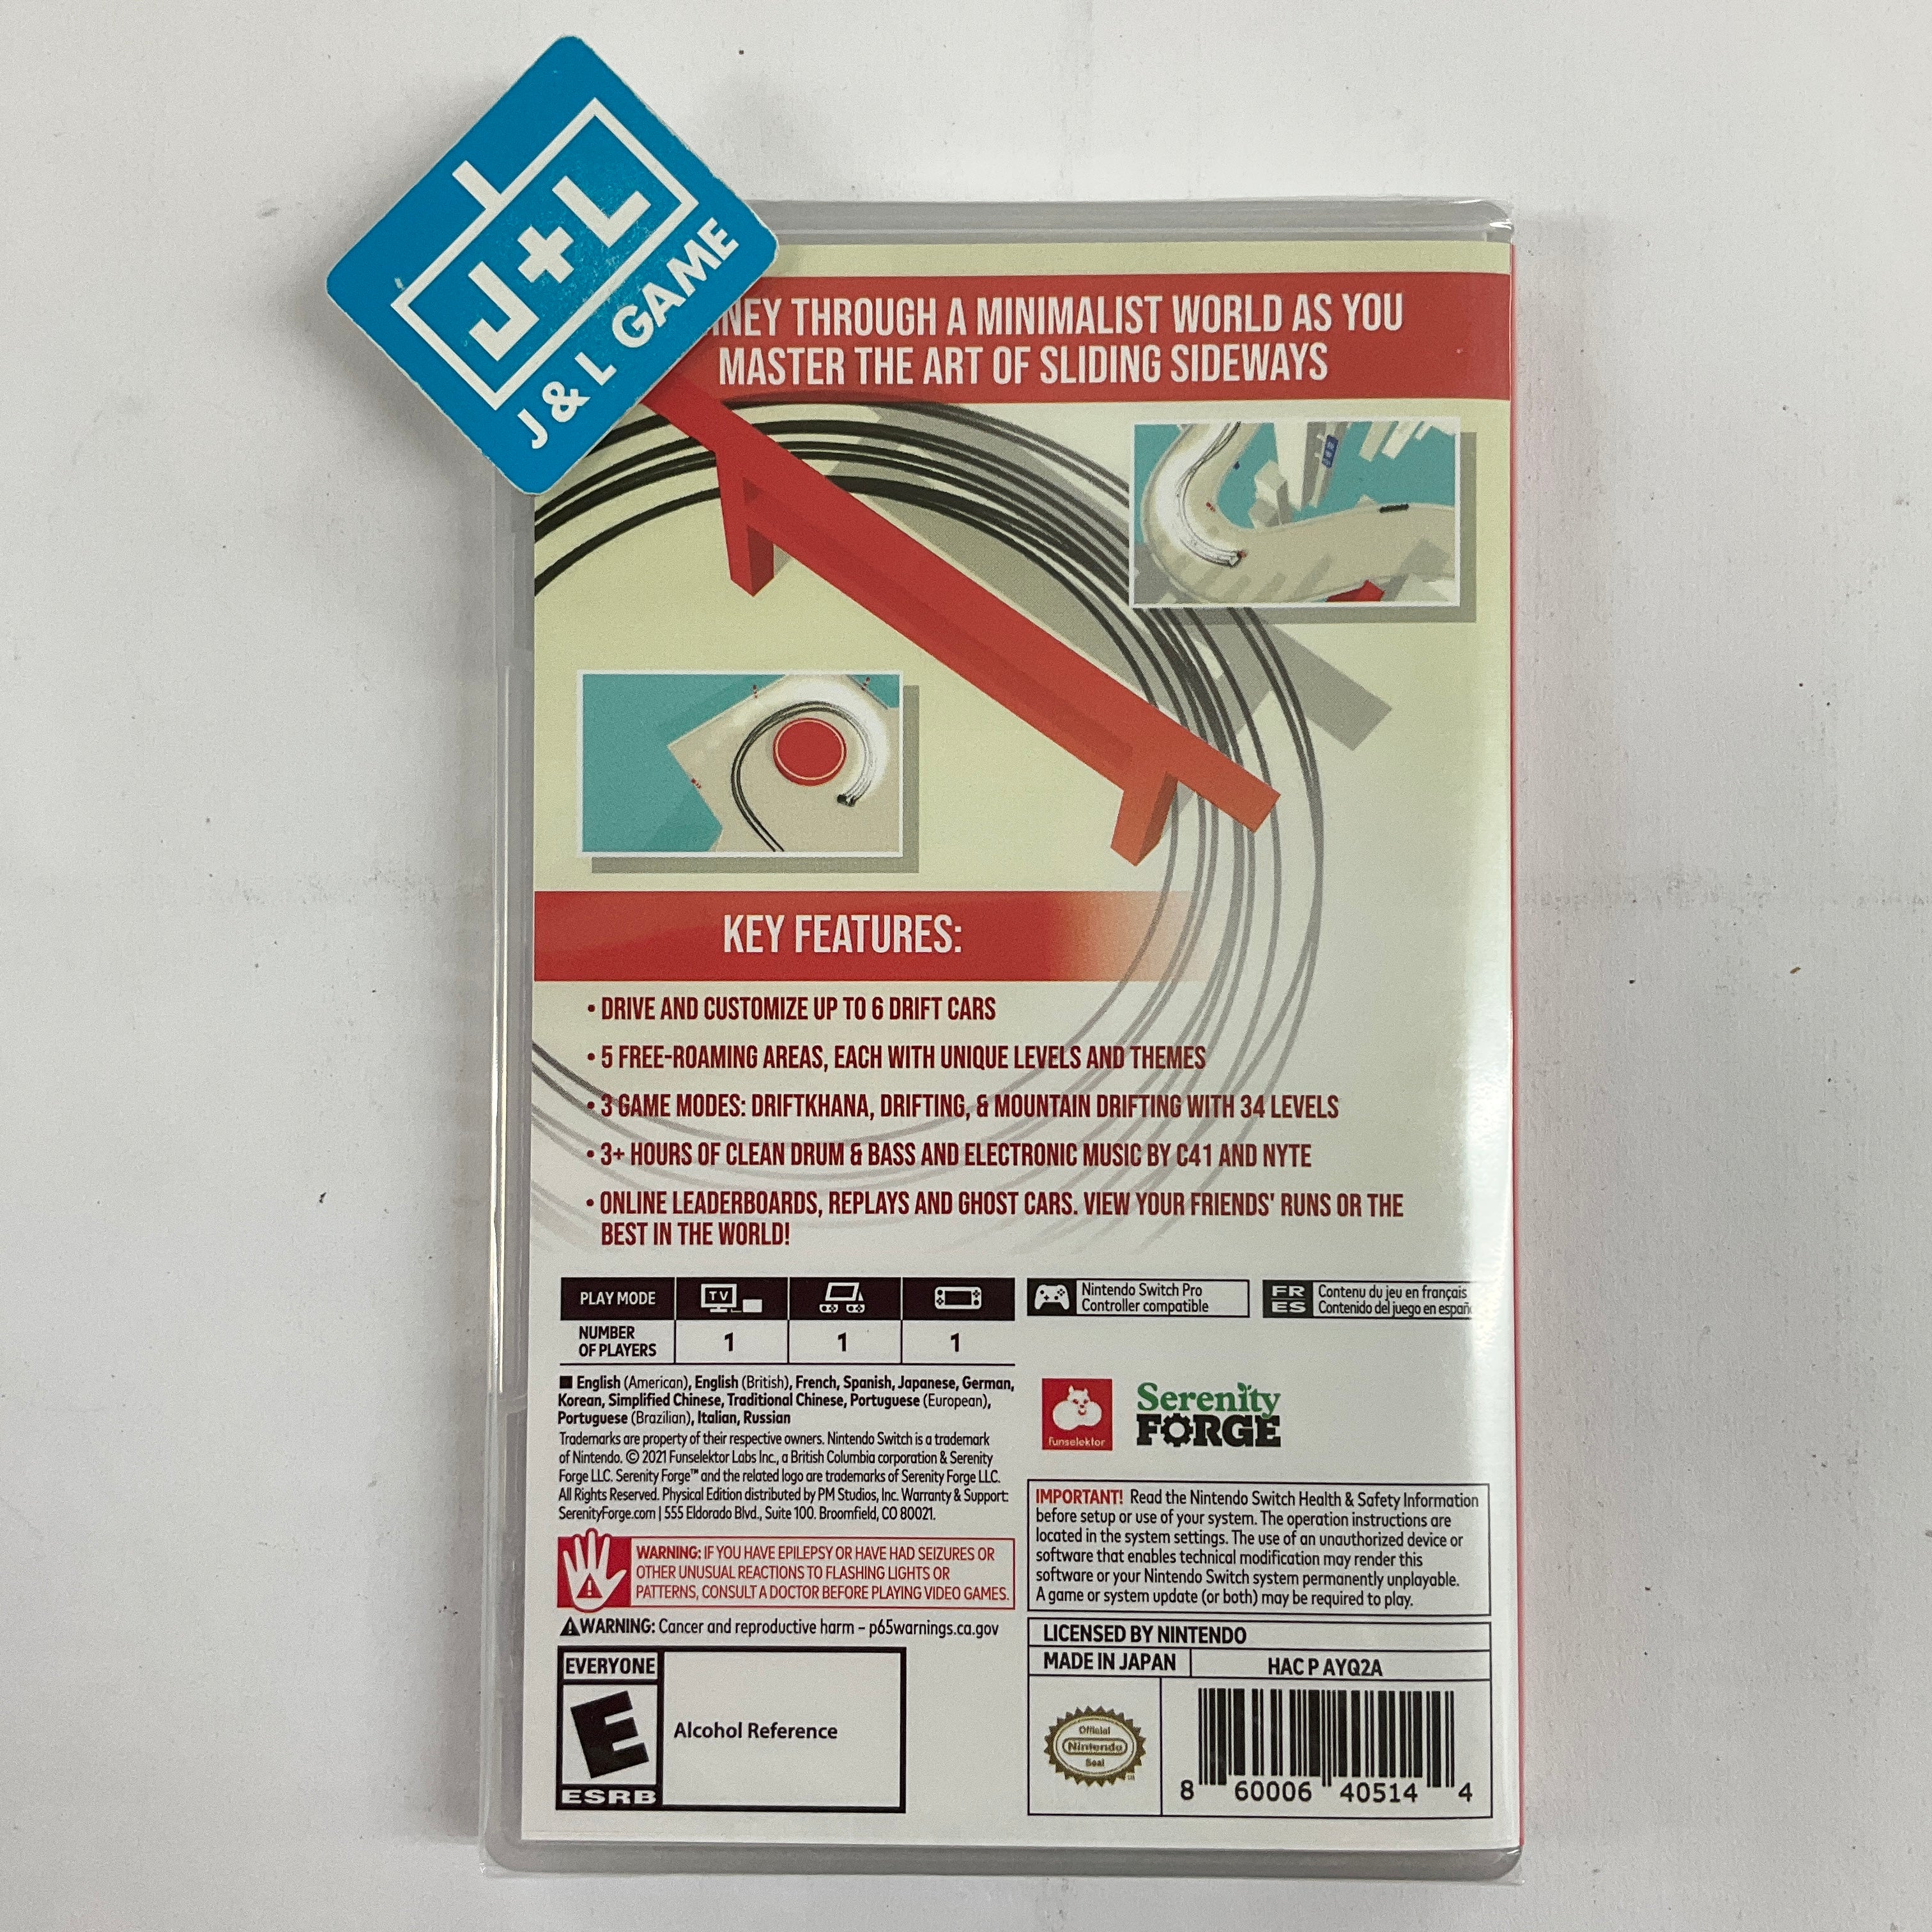 J+L
J & L GAME
THROUGH A MINIMALIST WORLD AS YOU
MASTER THE ART OF SLIDING SIDEWAYS
KEY FEATURES:
• DRIVE AND CUSTOMIZE UP TO 6 DRIFT CARS
• 5 FREE-ROAMING AREAS, EACH WITH UNIQUE LEVELS AND THEMES
• 3 GAME MODES: DRIFTKHANA, DRIFTING, & MOUNTAIN DRIFTING WITH 34 LEVELS
• 3+ HOURS OF CLEAN DRUM & BASS AND ELECTRONIC MUSIC BY C41 AND NYTE
• ONLINE LEADERBOARDS, REPLAYS AND GHOST CARS. VIEW YOUR FRIENDS' RUNS OR THE
BEST IN THE WORLD!
PLAY MODE
TV
NUMBER
OF PLAYERS
1 1 1
Nintendo Switch Pro
Controller compatible
FR Contenu du jeu en français
ES Contenido del juego en
English (American), English (British), French, Spanish, Japanese, German,
Korean, Simplified Chinese, Traditional Chinese, Portuguese (European),
Portuguese (Brazilian), Italian, Russian
Trademarks are property of their respective owners. Nintendo Switch is a trademark
of Nintendo. © 2021 Funselektor Labs Inc., a British Columbia corporation & Serenity
Forge LLC. Serenity Forge™ and the related logo are trademarks of Serenity Forge LLC.
All Rights Reserved. Physical Edition distributed by PM Studios, Inc. Warranty & Support:
SerenityForge.com | 555 Eldorado Blvd., Suite 100. Broomfield, CO 80021.
funselektor
Serenity
FORGE
WARNING: IF YOU HAVE EPILEPSY OR HAVE HAD SEIZURES OR
OTHER UNUSUAL REACTIONS TO FLASHING LIGHTS OR
PATTERNS, CONSULT A DOCTOR BEFORE PLAYING VIDEO GAMES.
WARNING: Cancer and reproductive harm – p65warnings.ca.gov
IMPORTANT! Read the Nintendo Switch Health & Safety Information
before setup or use of your system. The operation instructions are
located in the system settings. The use of an unauthorized device or
software that enables technical modification may render this
software or your Nintendo Switch system permanently unplayable.
A game or system update (or both) may be required to play.
EVERYONE
E
ESRB
Alcohol Reference
LICENSED BY NINTENDO
MADE IN JAPAN
HAC P AYQ2A
Official
Nintendo
Seal
8 60006 40514 4